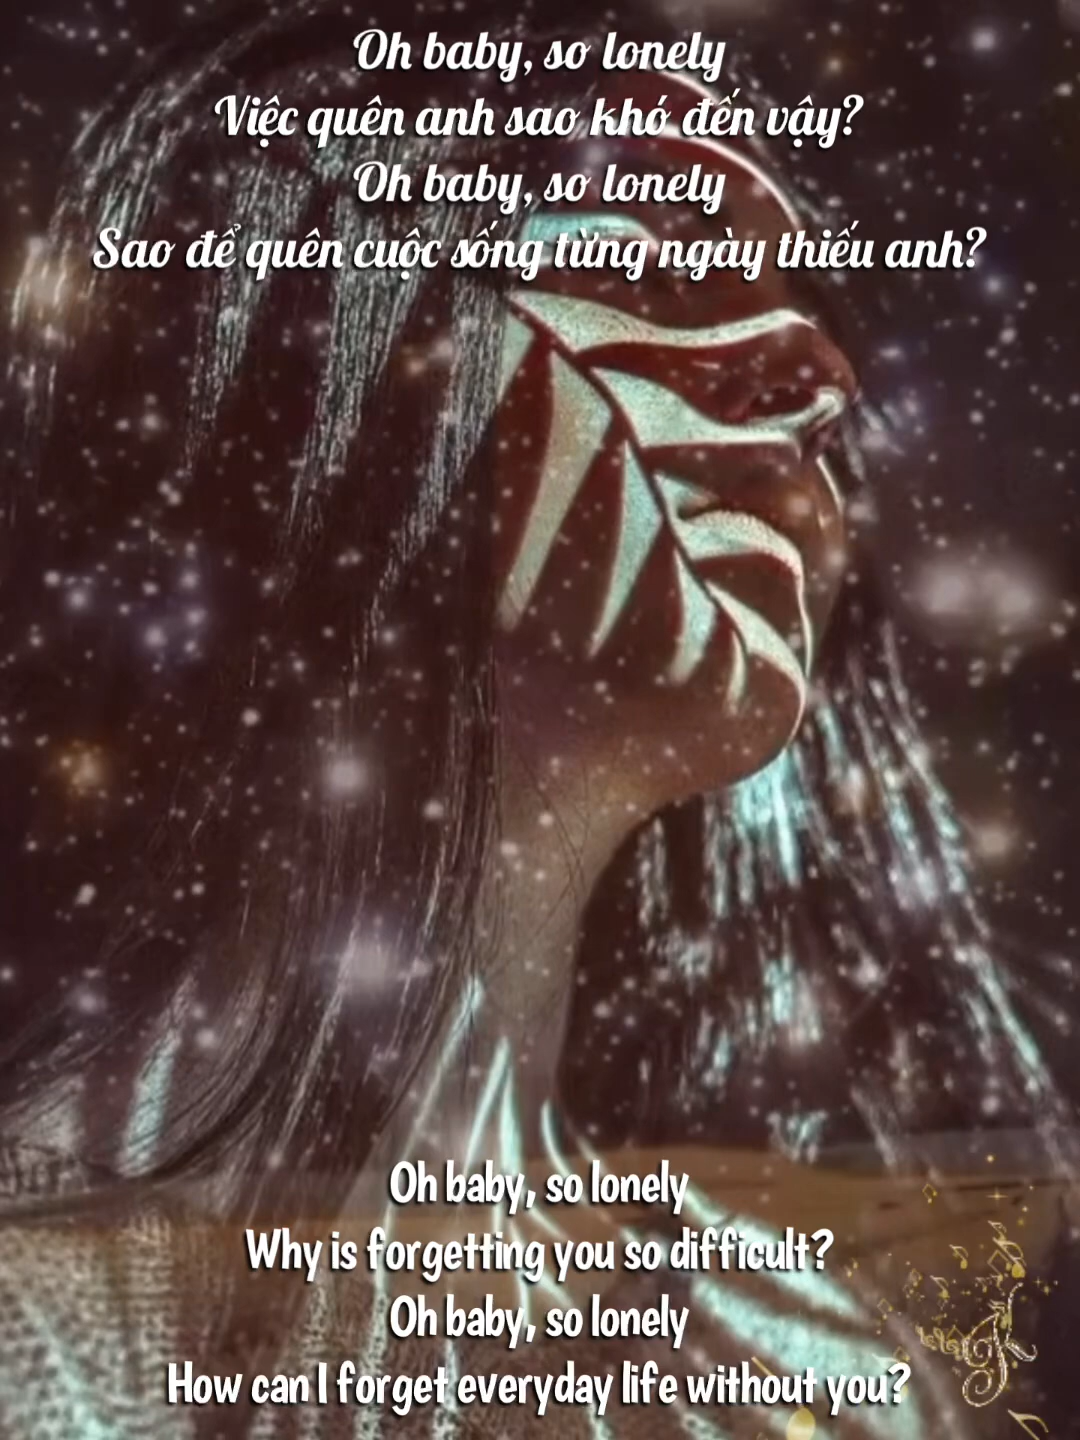 Oh baby, so lonely
Việc quên anh sao khó đến vậy?
Oh baby, so lonely
Sao để quên cuộc sống từng ngày thiếu anh?
Oh baby, so lonely
Why is forgetting you so difficult?
Oh baby, so lonely
How can I forget everyday life without you?